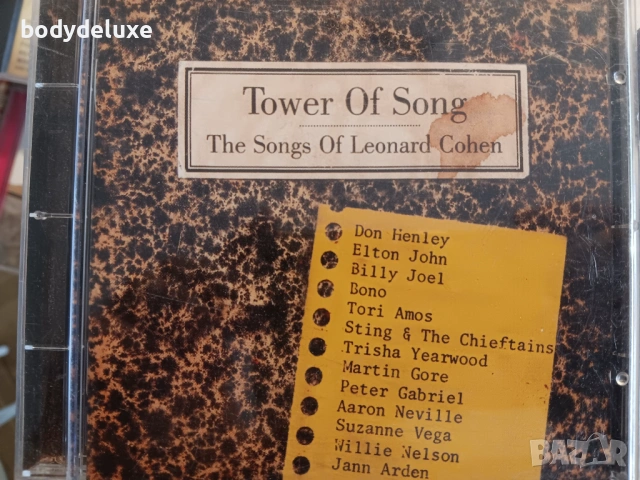 bodydeluxe
Tower Of Song
The Songs Of Leonard Cohen
Don Henley
Elton John
Billy Joel
Bono
Tori Amos
Sting & The Chieftains
Trisha Yearwood
Martin Gore
Peter Gabriel
Aaron Neville
Suzanne Vega
Willie Nelson
Jann Arden
BAZAR